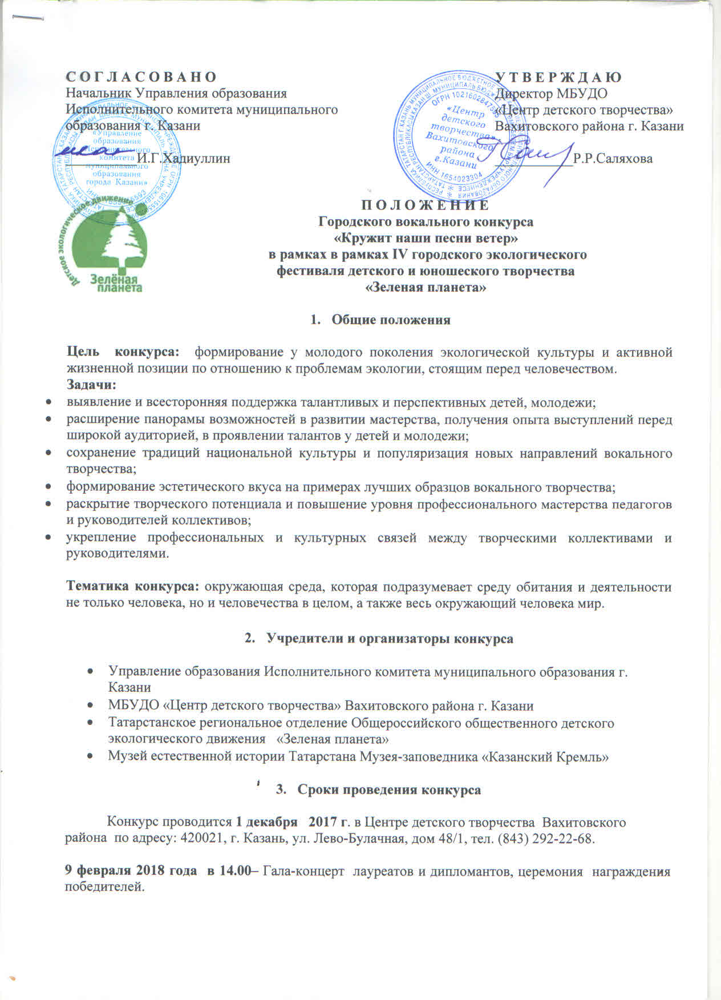 С О Г Л А С О В А Н О
Начальник Управления образования
Исполнительного комитета муниципального
образования г. Казани
И.Г.Хадиуллин
У Т В Е Р Ж Д А Ю
Директор МБУДО
«Центр детского творчества»
Вахитовского района г. Казани
Р.Р.Саляхова
«Управление
образования
Исполнительного
комитета
муниципального
образования
города Казани»
ОГРН 1021602847596
«Центр
детского
творчества»
Вахитовского
района
г.Казани
ИНН 1654023304
Детское экологическое движение
Зелёная
планета
П О Л О Ж Е Н И Е
Городского вокального конкурса
«Кружит наши песни ветер»
в рамках в рамках IV городского экологического
фестиваля детского и юношеского творчества
«Зеленая планета»
1. Общие положения
Цель конкурса: формирование у молодого поколения экологической культуры и активной
жизненной позиции по отношению к проблемам экологии, стоящим перед человечеством.
Задачи:
• выявление и всесторонняя поддержка талантливых и перспективных детей, молодежи;
• расширение панорамы возможностей в развитии мастерства, получения опыта выступлений перед
широкой аудиторией, в проявлении талантов у детей и молодежи;
• сохранение традиций национальной культуры и популяризация новых направлений вокального
творчества;
• формирование эстетического вкуса на примерах лучших образцов вокального творчества;
• раскрытие творческого потенциала и повышение уровня профессионального мастерства педагогов
и руководителей коллективов;
• укрепление профессиональных и культурных связей между творческими коллективами и
руководителями.
Тематика конкурса: окружающая среда, которая подразумевает среду обитания и деятельности
не только человека, но и человечества в целом, а также весь окружающий человека мир.
2. Учредители и организаторы конкурса
• Управление образования Исполнительного комитета муниципального образования г.
Казани
• МБУДО «Центр детского творчества» Вахитовского района г. Казани
• Татарстанское региональное отделение Общероссийского общественного детского
экологического движения «Зеленая планета»
• Музей естественной истории Татарстана Музея-заповедника «Казанский Кремль»
3. Сроки проведения конкурса
Конкурс проводится 1 декабря 2017 г. в Центре детского творчества Вахитовского
района по адресу: 420021, г. Казань, ул. Лево-Булачная, дом 48/1, тел. (843) 292-22-68.
9 февраля 2018 года в 14.00– Гала-концерт лауреатов и дипломантов, церемония награждения
победителей.